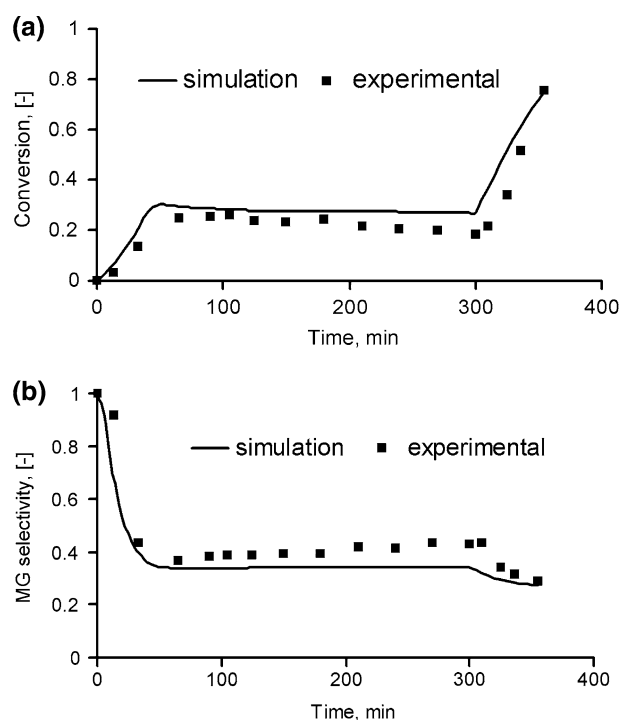 (a)
1
0.8
0.6
0.4
0.2
0
Conversion, [-]
simulation experimental
0 100 200 300 400
Time, min
(b)
1
0.8
0.6
0.4
0.2
0
MG selectivity, [-]
simulation experimental
0 100 200 300 400
Time, min